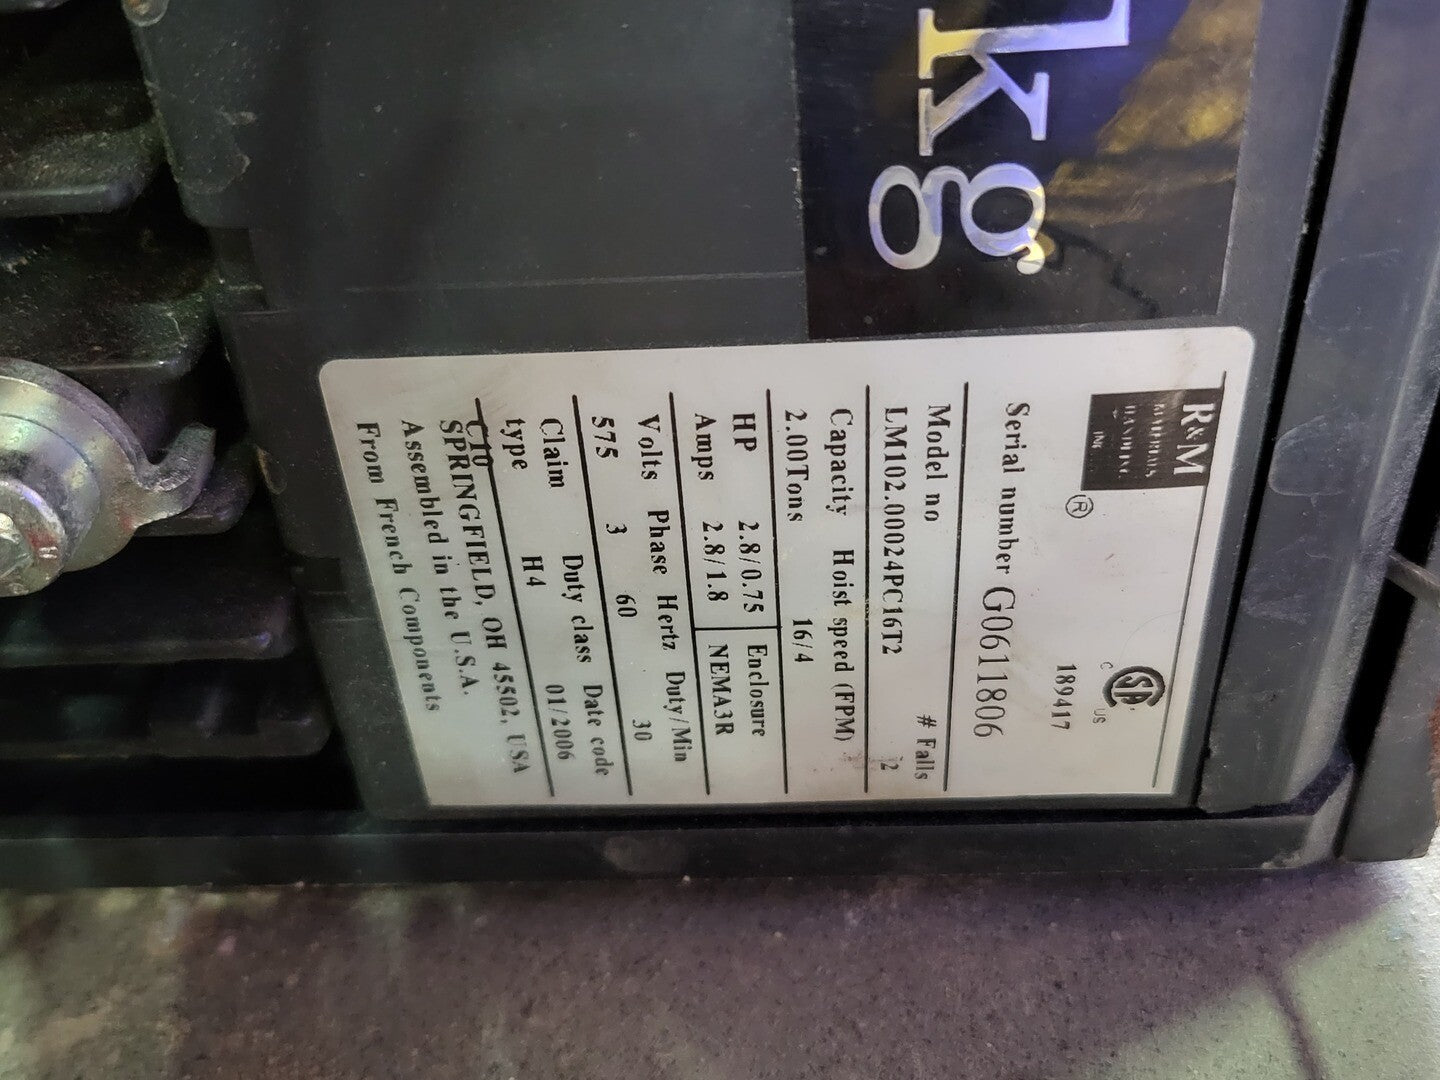 kg
R&M
MATERIALS
HANDLING
INC
®
C US
189417
Serial number G0611806
Model no # Falls
LM102.00024PC16T2 2
Capacity Hoist speed (FPM)
2.00Tons 16/4
HP 2.8/0.75 Enclosure
Amps 2.8/1.8 NEMA3R
Volts Phase Hertz Duty/Min
575 3 60 30
Claim Duty class Date code
type H4 01/2006
C10
SPRINGFIELD, OH 45502, USA
Assembled in the U.S.A.
From French Components